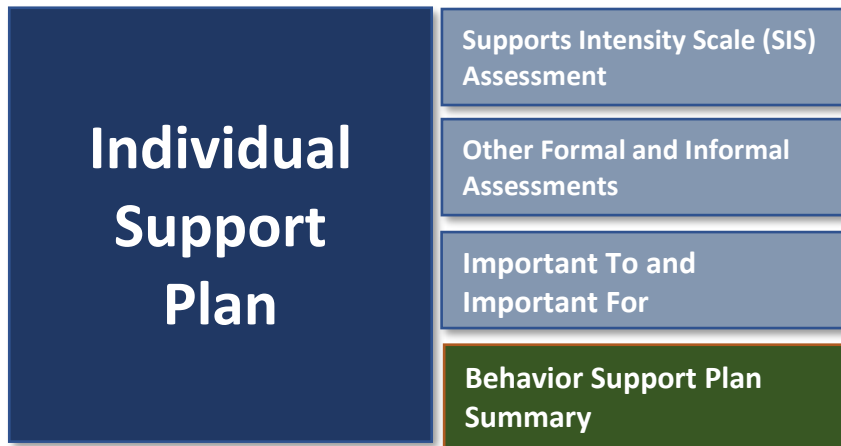 Individual
Support
Plan
Supports Intensity Scale (SIS)
Assessment
Other Formal and Informal
Assessments
Important To and
Important For
Behavior Support Plan
Summary